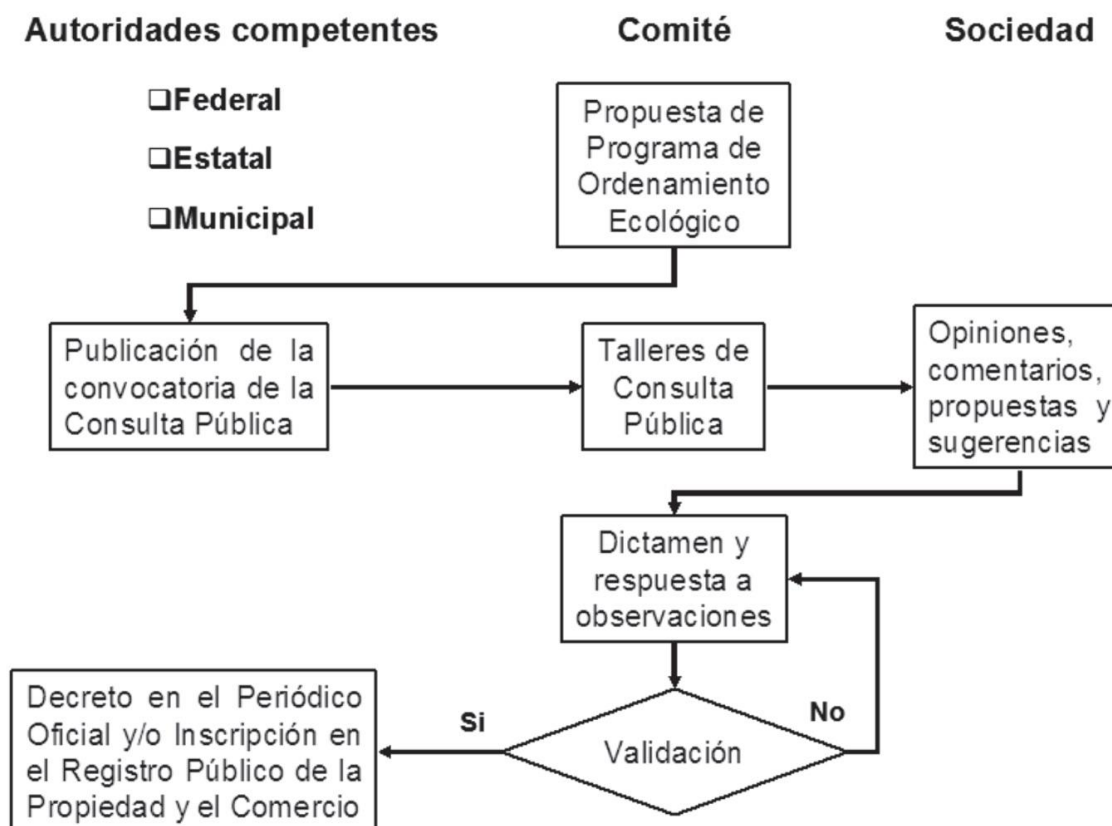 Autoridades competentes
Comité
Sociedad
❑Federal
❑Estatal
❑Municipal
Propuesta de
Programa de
Ordenamiento
Ecológico
Publicación de la
convocatoria de la
Consulta Pública
Talleres de
Consulta
Pública
Opiniones,
comentarios,
propuestas y
sugerencias
Dictamen y
respuesta a
observaciones
Validación
Si
No
Decreto en el Periódico
Oficial y/o Inscripción en
el Registro Público de la
Propiedad y el Comercio